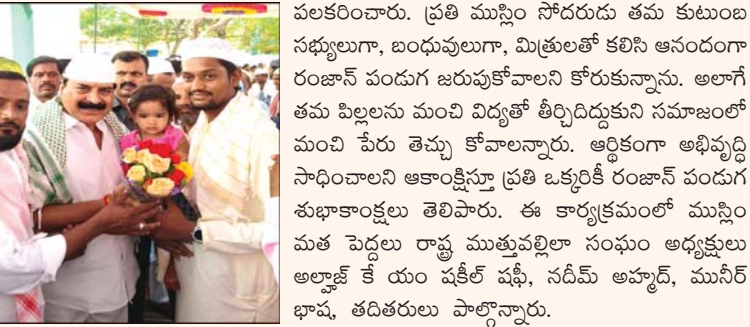 పలకరించారు. ప్రతి ముస్లిం సోదరుడు తమ కుటుంబ
సభ్యులుగా, బంధువులుగా, మిత్రులతో కలిసి ఆనందంగా
రంజాన్ పండుగ జరుపుకోవాలని కోరుకున్నాను. అలాగే
తమ పిల్లలను మంచి విద్యతో తీర్చిదిద్దుకుని సమాజంలో
మంచి పేరు తెచ్చు కోవాలన్నారు. ఆర్థికంగా అభివృద్ధి
సాధించాలని ఆకాంక్షిస్తూ ప్రతి ఒక్కరికీ రంజాన్ పండుగ
శుభాకాంక్షలు తెలిపారు. ఈ కార్యక్రమంలో ముస్లిం
మత పెద్దలు రాష్ట్ర ముత్తువల్లిలా సంఘం అధ్యక్షులు
అల్హాజ్ కే యం షకీల్ షఫీ, నదీమ్ అహ్మద్, మునీర్
భాష, తదితరులు పాల్గొన్నారు.